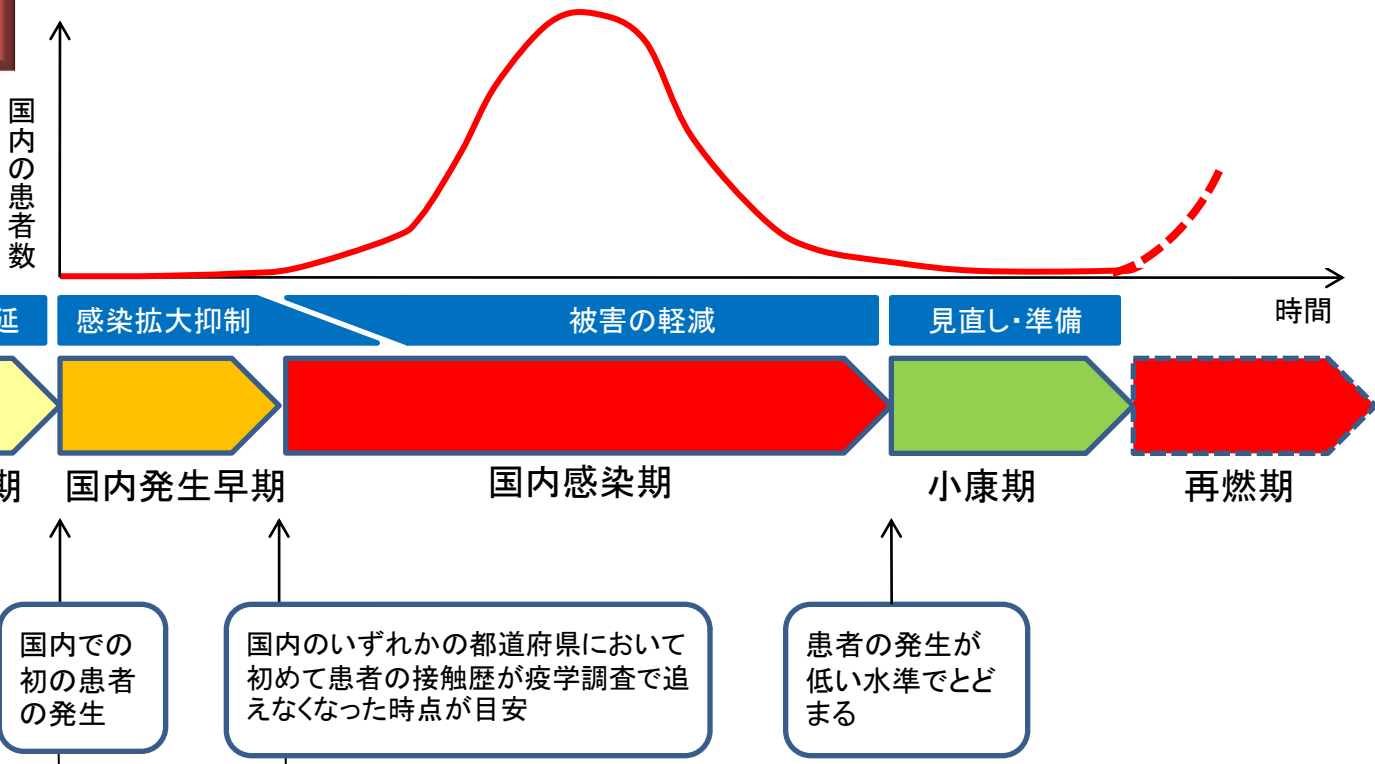 国内の患者数
時間
延
感染拡大抑制
被害の軽減
見直し・準備
期
国内発生早期
国内感染期
小康期
再燃期
国内での
初の患者
の発生
国内のいずれかの都道府県において
初めて患者の接触歴が疫学調査で追
えなくなった時点が目安
患者の発生が
低い水準でとど
まる